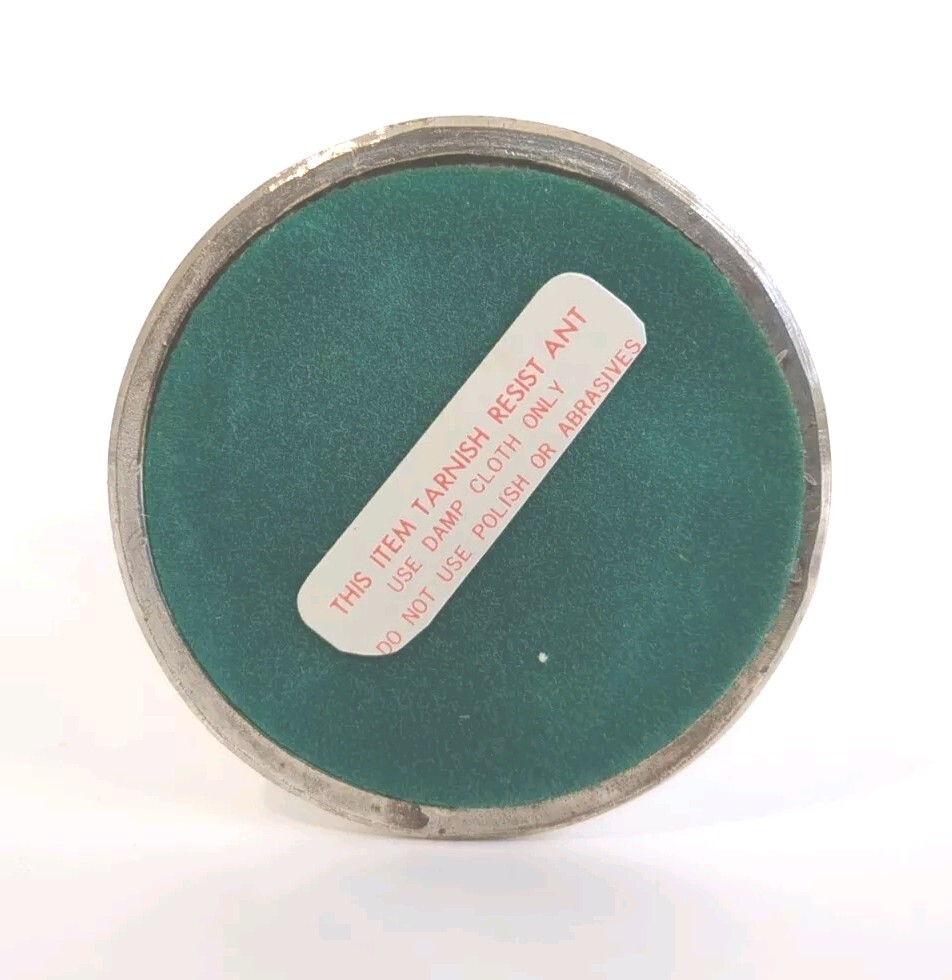 THIS ITEM TARNISH RESIST ANT
USE DAMP CLOTH ONLY
DO NOT USE POLISH OR ABRASIVES